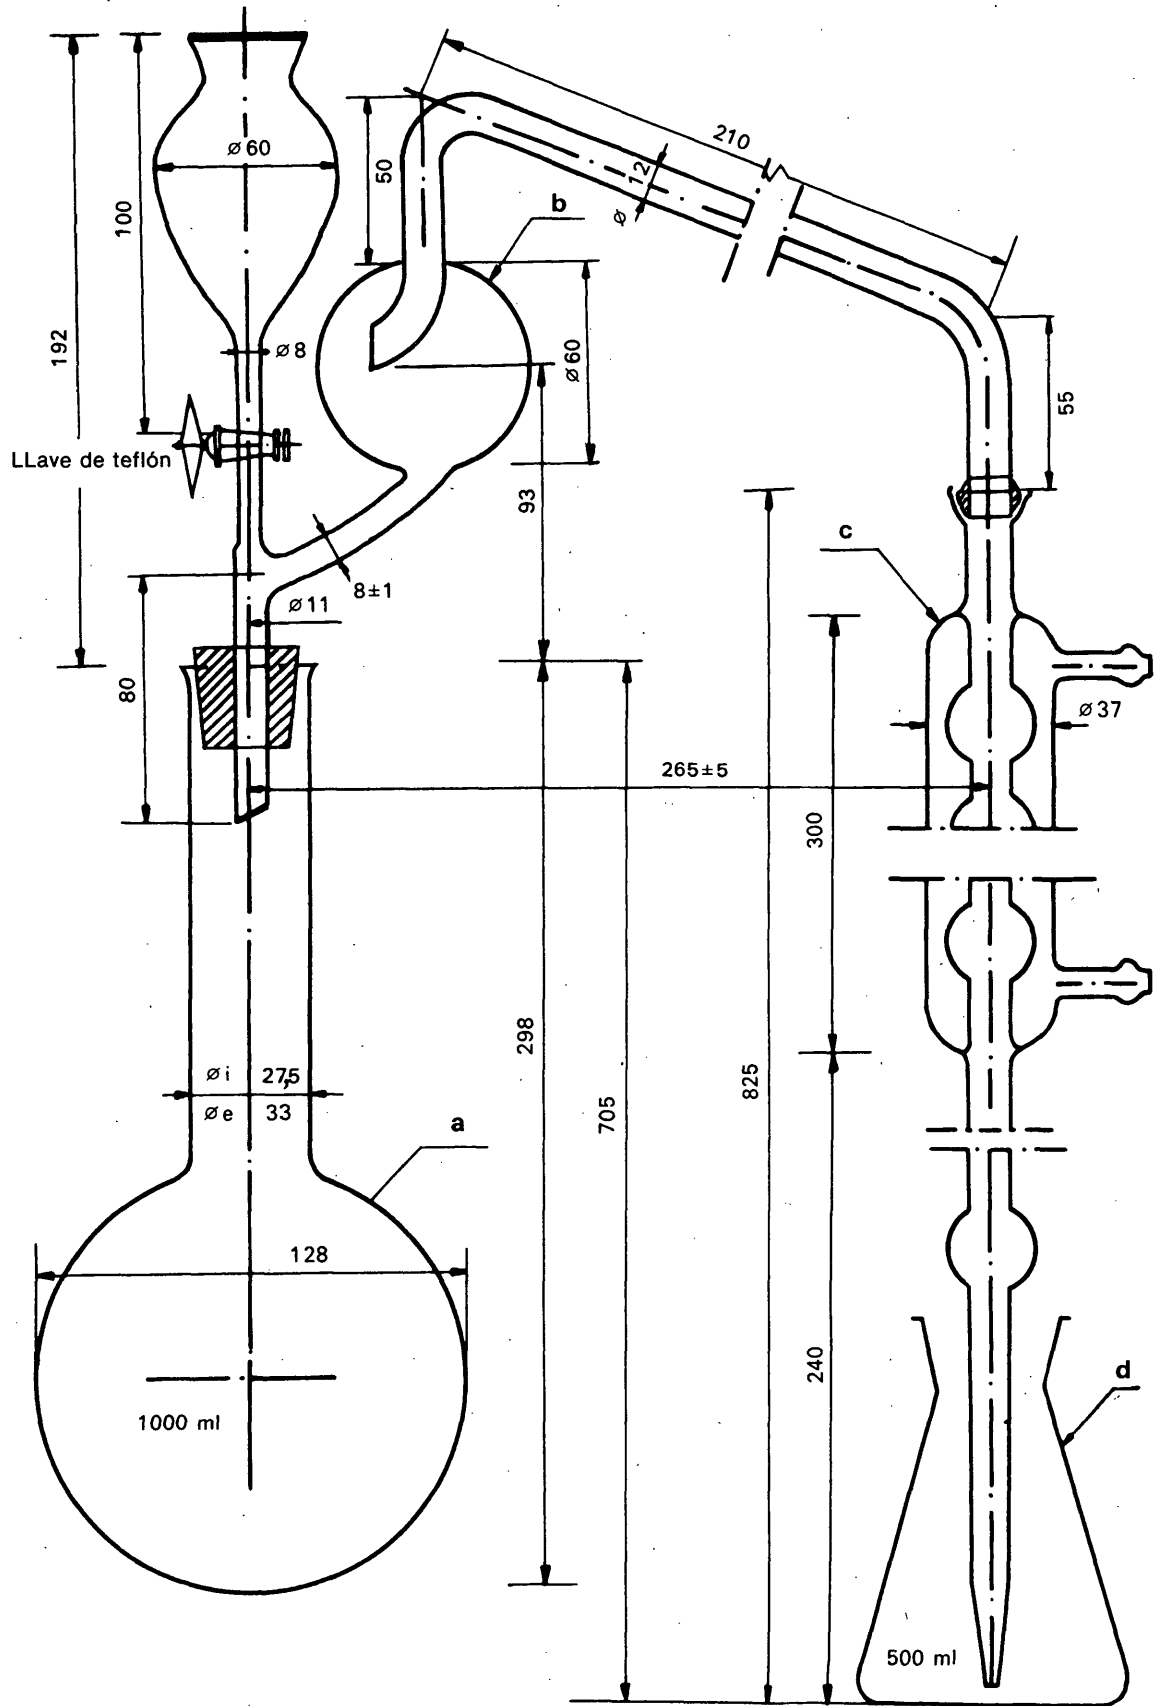 210
Ø 60
50
Ø 12
100
b
192
Ø 8
Ø 60
55
LLave de teflón
93
c
8±1
Ø 11
80
Ø 37
265±5
300
298
825
705
Ø i 27,5
Ø e 33
a
128
240
d
1000 ml
500 ml